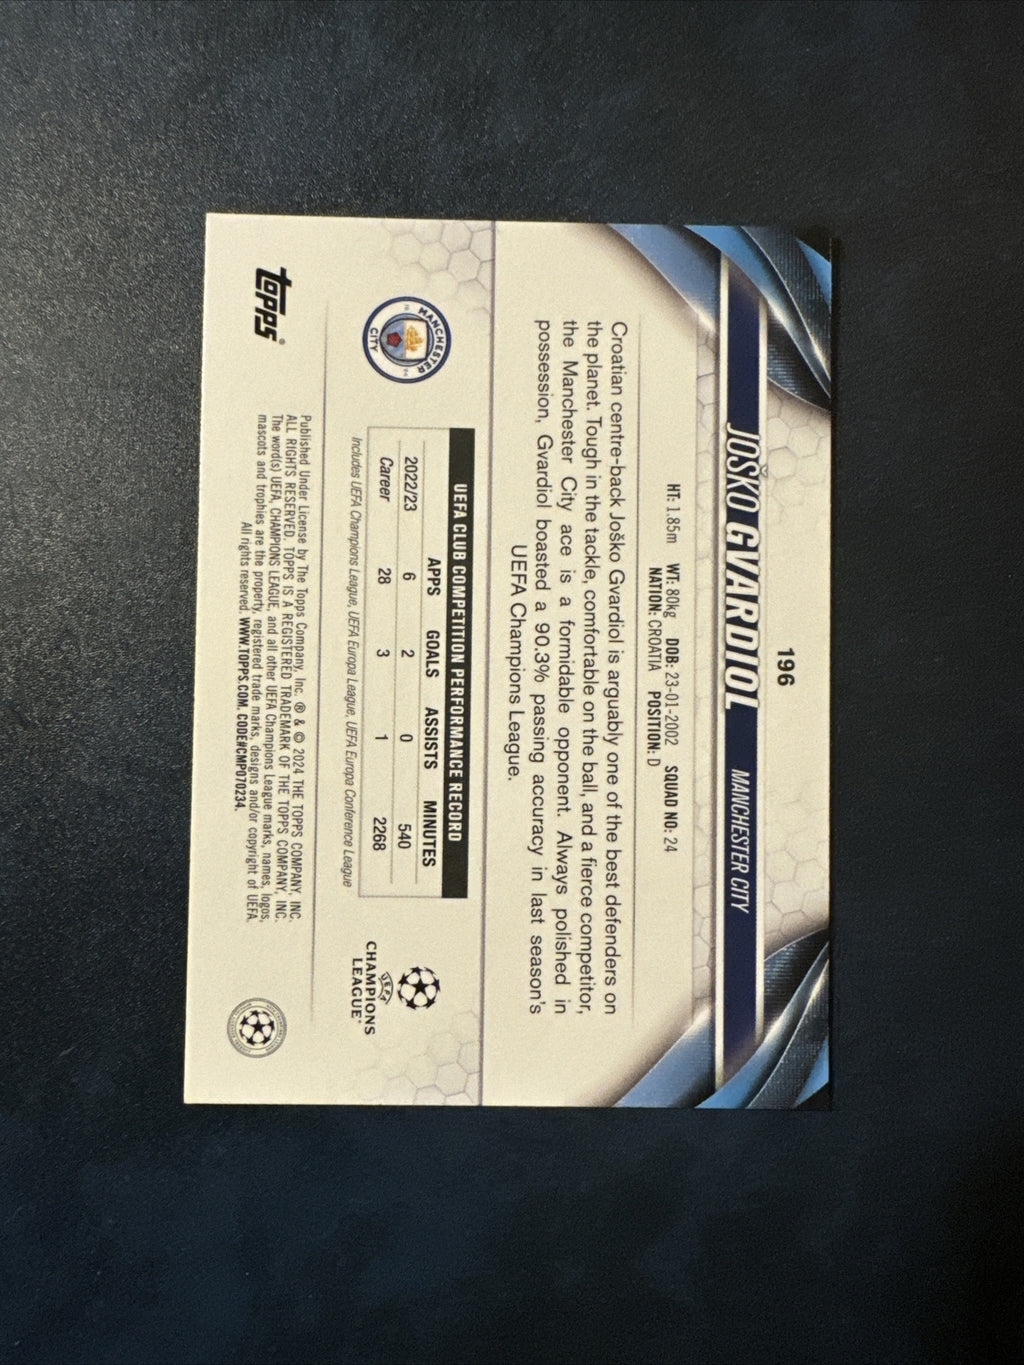 196
JOŠKO GVARDIOL MANCHESTER CITY
HT: 1.85m WT: 80kg DOB: 23-01-2002 SQUAD NO: 24
NATION: CROATIA POSITION: D
Croatian centre-back Joško Gvardiol is arguably one of the best defenders on
the planet. Tough in the tackle, comfortable on the ball, and a fierce competitor,
the Manchester City ace is a formidable opponent. Always polished in
possession, Gvardiol boasted a 90.3% passing accuracy in last season's
UEFA Champions League.
MANCHESTER
CITY
UEFA CLUB COMPETITION PERFORMANCE RECORD
APPS GOALS ASSISTS MINUTES
2022/23 6 2 0 540
Career 28 3 1 2268
Includes UEFA Champions League, UEFA Europa League, UEFA Europa Conference League
UEFA
CHAMPIONS
LEAGUE
topps®
Published Under License by The Topps Company, Inc. ® & © 2024 THE TOPPS COMPANY, INC.
ALL RIGHTS RESERVED. TOPPS IS A REGISTERED TRADEMARK OF THE TOPPS COMPANY, INC.
The word(s) UEFA, CHAMPIONS LEAGUE, and all other UEFA Champions League marks, names, logos,
mascots and trophies are the property, registered trade marks, designs and/or copyright of UEFA.
All rights reserved. WWW.TOPPS.COM. CODE#CMP070234.